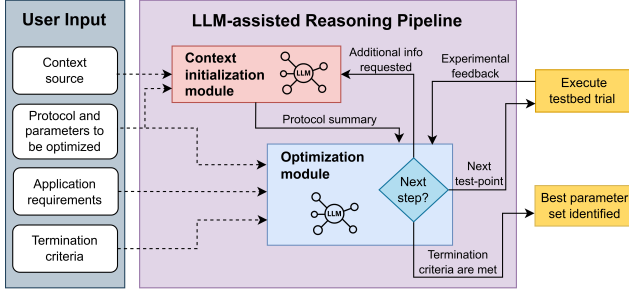 User Input
LLM-assisted Reasoning Pipeline
Context
source
Protocol and
parameters to
be optimized
Application
requirements
Termination
criteria
Context
initialization
module
LLM
Additional info
requested
Experimental
feedback
Execute
testbed trial
Protocol summary
Optimization
module
LLM
Next
step?
Next
test-point
Best parameter
set identified
Termination
criteria are met